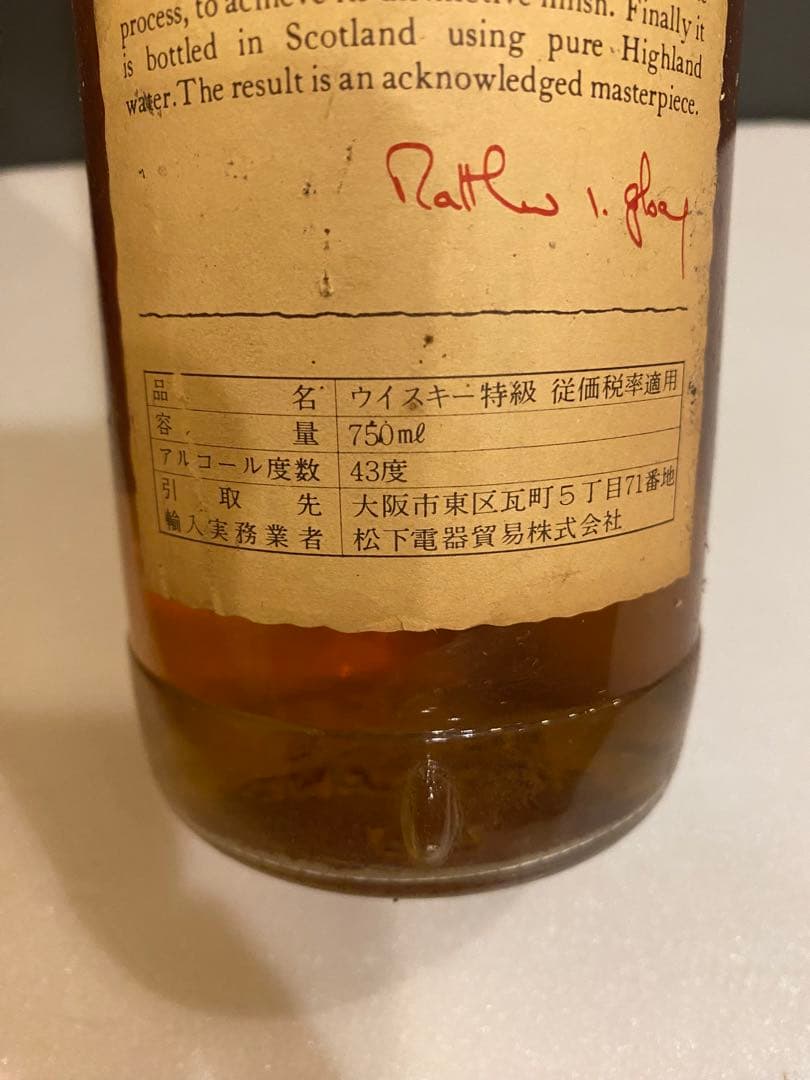 process, to achieve its distinctive finish. Finally it
is bottled in Scotland using pure Highland
water. The result is an acknowledged masterpiece.
Matthew I. Gloag
品名 ウイスキー特級 従価税率適用
容量 750ml
アルコール度数 43度
引取先 大阪市東区瓦町5丁目71番地
輸入実務業者 松下電器貿易株式会社